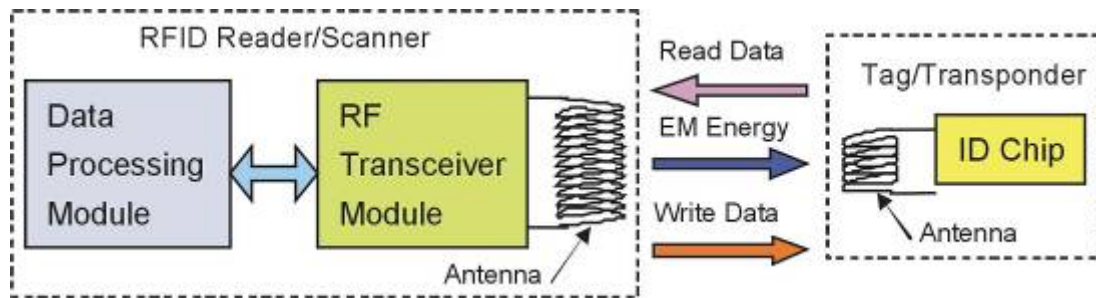 RFID Reader/Scanner
Data
Processing
Module
RF
Transceiver
Module
Antenna
Read Data
EM Energy
Write Data
Tag/Transponder
ID Chip
Antenna